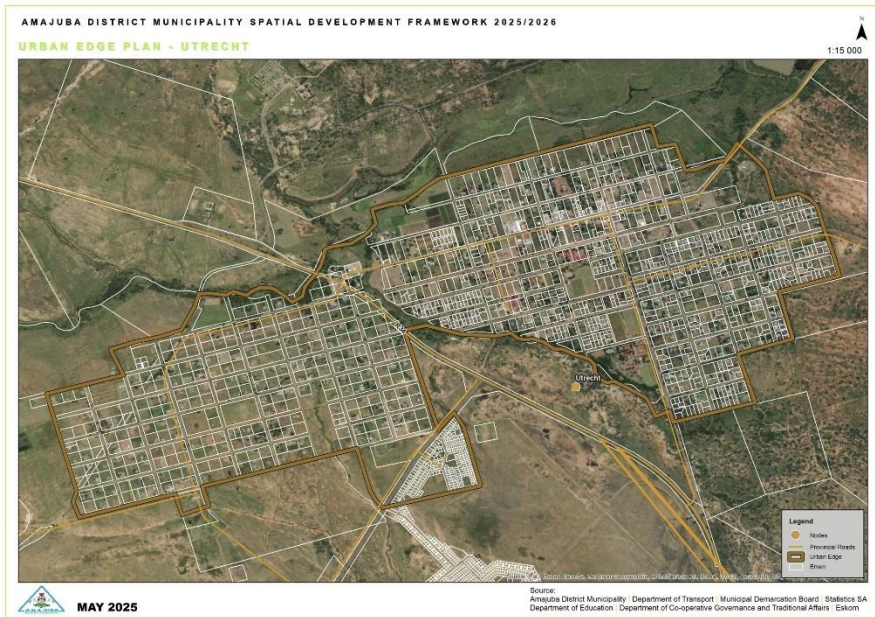 AMAJUBA DISTRICT MUNICIPALITY SPATIAL DEVELOPMENT FRAMEWORK 2025/2026
URBAN EDGE PLAN - UTRECHT
N
1:15 000
Utrecht
Legend
Nodes
Provincial Roads
Urban Edge
Erven
AMAJUBA
MAY 2025
Source:
Amajuba District Municipality | Department of Transport | Municipal Demarcation Board | Statistics SA
Department of Education | Department of Co-operative Governance and Traditional Affairs | Eskom